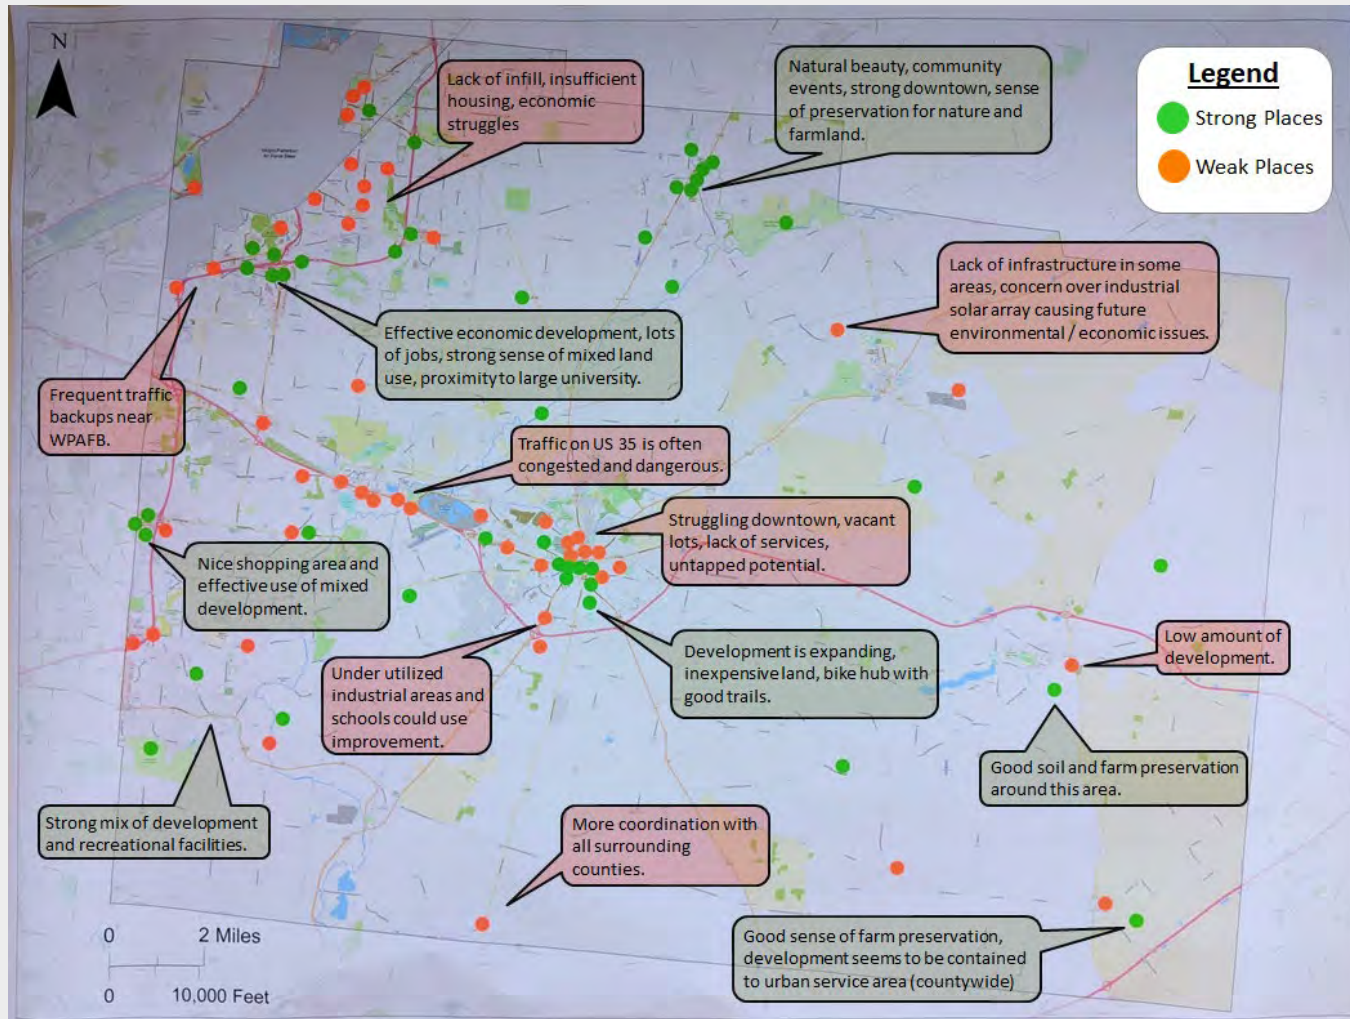 N
Lack of infill, insufficient
housing, economic
struggles
Natural beauty, community
events, strong downtown, sense
of preservation for nature and
farmland.
Legend
Strong Places
Weak Places
Lack of infrastructure in some
areas, concern over industrial
solar array causing future
environmental / economic issues.
Effective economic development, lots
of jobs, strong sense of mixed land
use, proximity to large university.
Frequent traffic
backups near
WPAFB.
Traffic on US 35 is often
congested and dangerous.
Struggling downtown, vacant
lots, lack of services,
untapped potential.
Nice shopping area and
effective use of mixed
development.
Under utilized
industrial areas and
schools could use
improvement.
Development is expanding,
inexpensive land, bike hub with
good trails.
Low amount of
development.
Good soil and farm preservation
around this area.
Strong mix of development
and recreational facilities.
More coordination with
all surrounding
counties.
Good sense of farm preservation,
development seems to be contained
to urban service area (countywide)
0 2 Miles
0 10,000 Feet